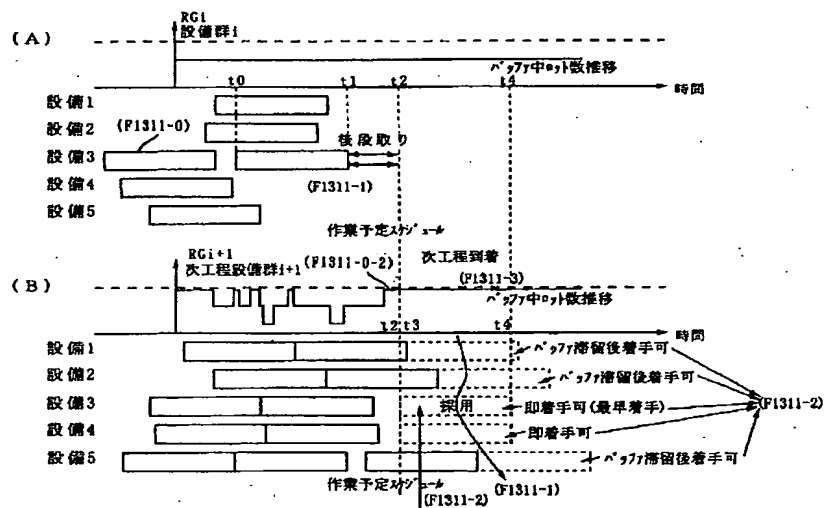 (A)
RGi
設備群i
バッファ中ロット数推移
t0 t1 t2 t4 時間
設備1
設備2
(F1311-0)
後段取り
設備3
(F1311-1)
設備4
設備5
作業予定スケジュール
(B)
RGi+1
次工程設備群i+1
(F1311-0-2)
次工程到着
(F1311-3)
バッファ中ロット数推移
t2 t3 t4 時間
設備1 バッファ滞留後着手可
設備2 バッファ滞留後着手可
設備3 採用 即着手可(最早着手)
(F1311-2)
設備4 即着手可
設備5 バッファ滞留後着手可
作業予定スケジュール
(F1311-2)
(F1311-1)